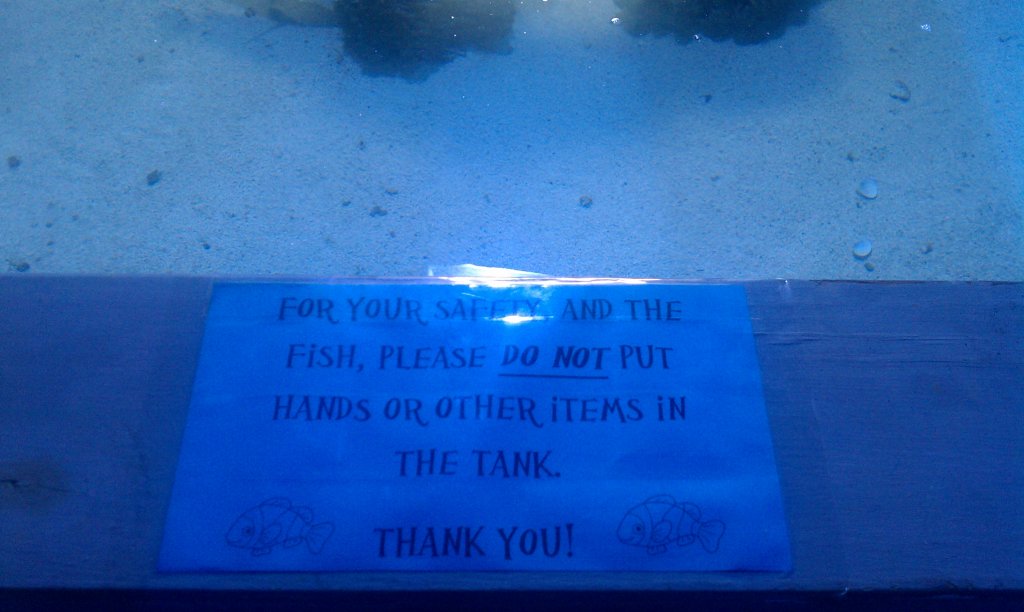 FOR YOUR SAFETY, AND THE
FiSH, PLEASE DO NOT PUT
HANDS OR OTHER iTEMS iN
THE TANK.
THANK YOU!